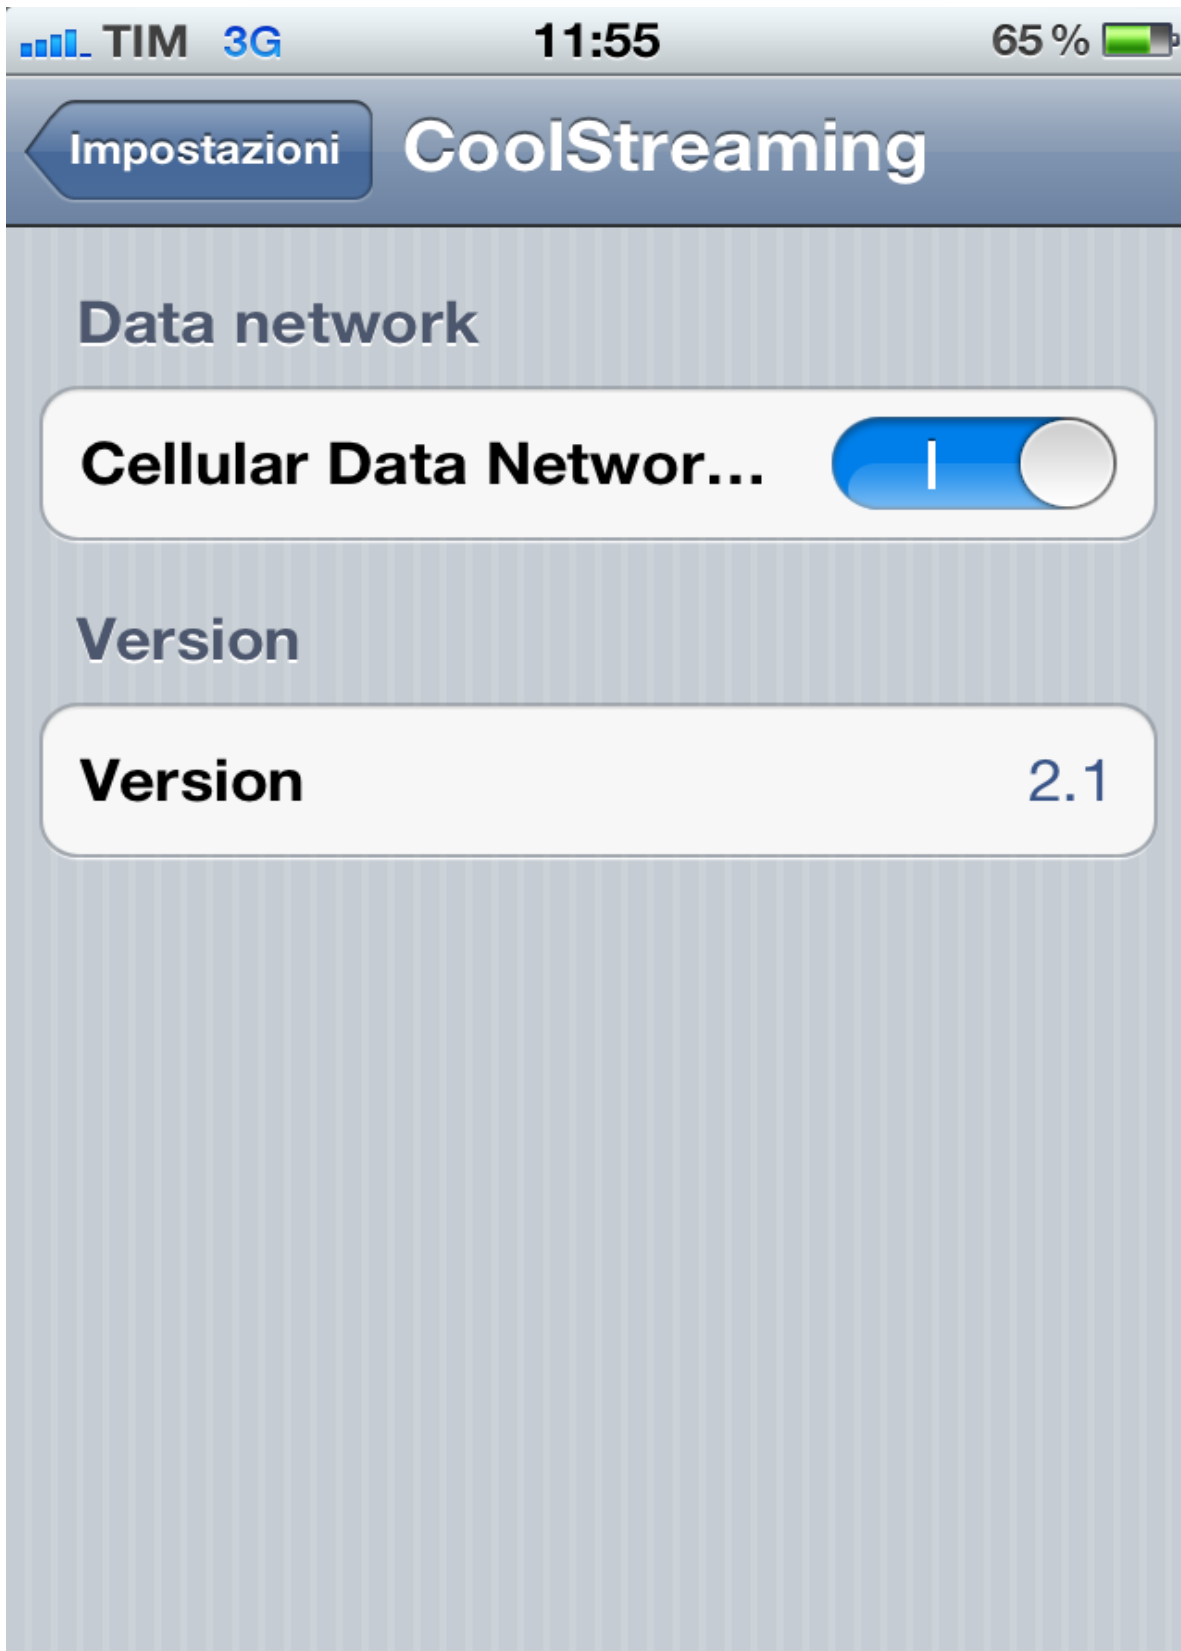 TIM 3G 11:55 65 %
Impostazioni CoolStreaming
Data network
Cellular Data Networ...
Version
Version 2.1